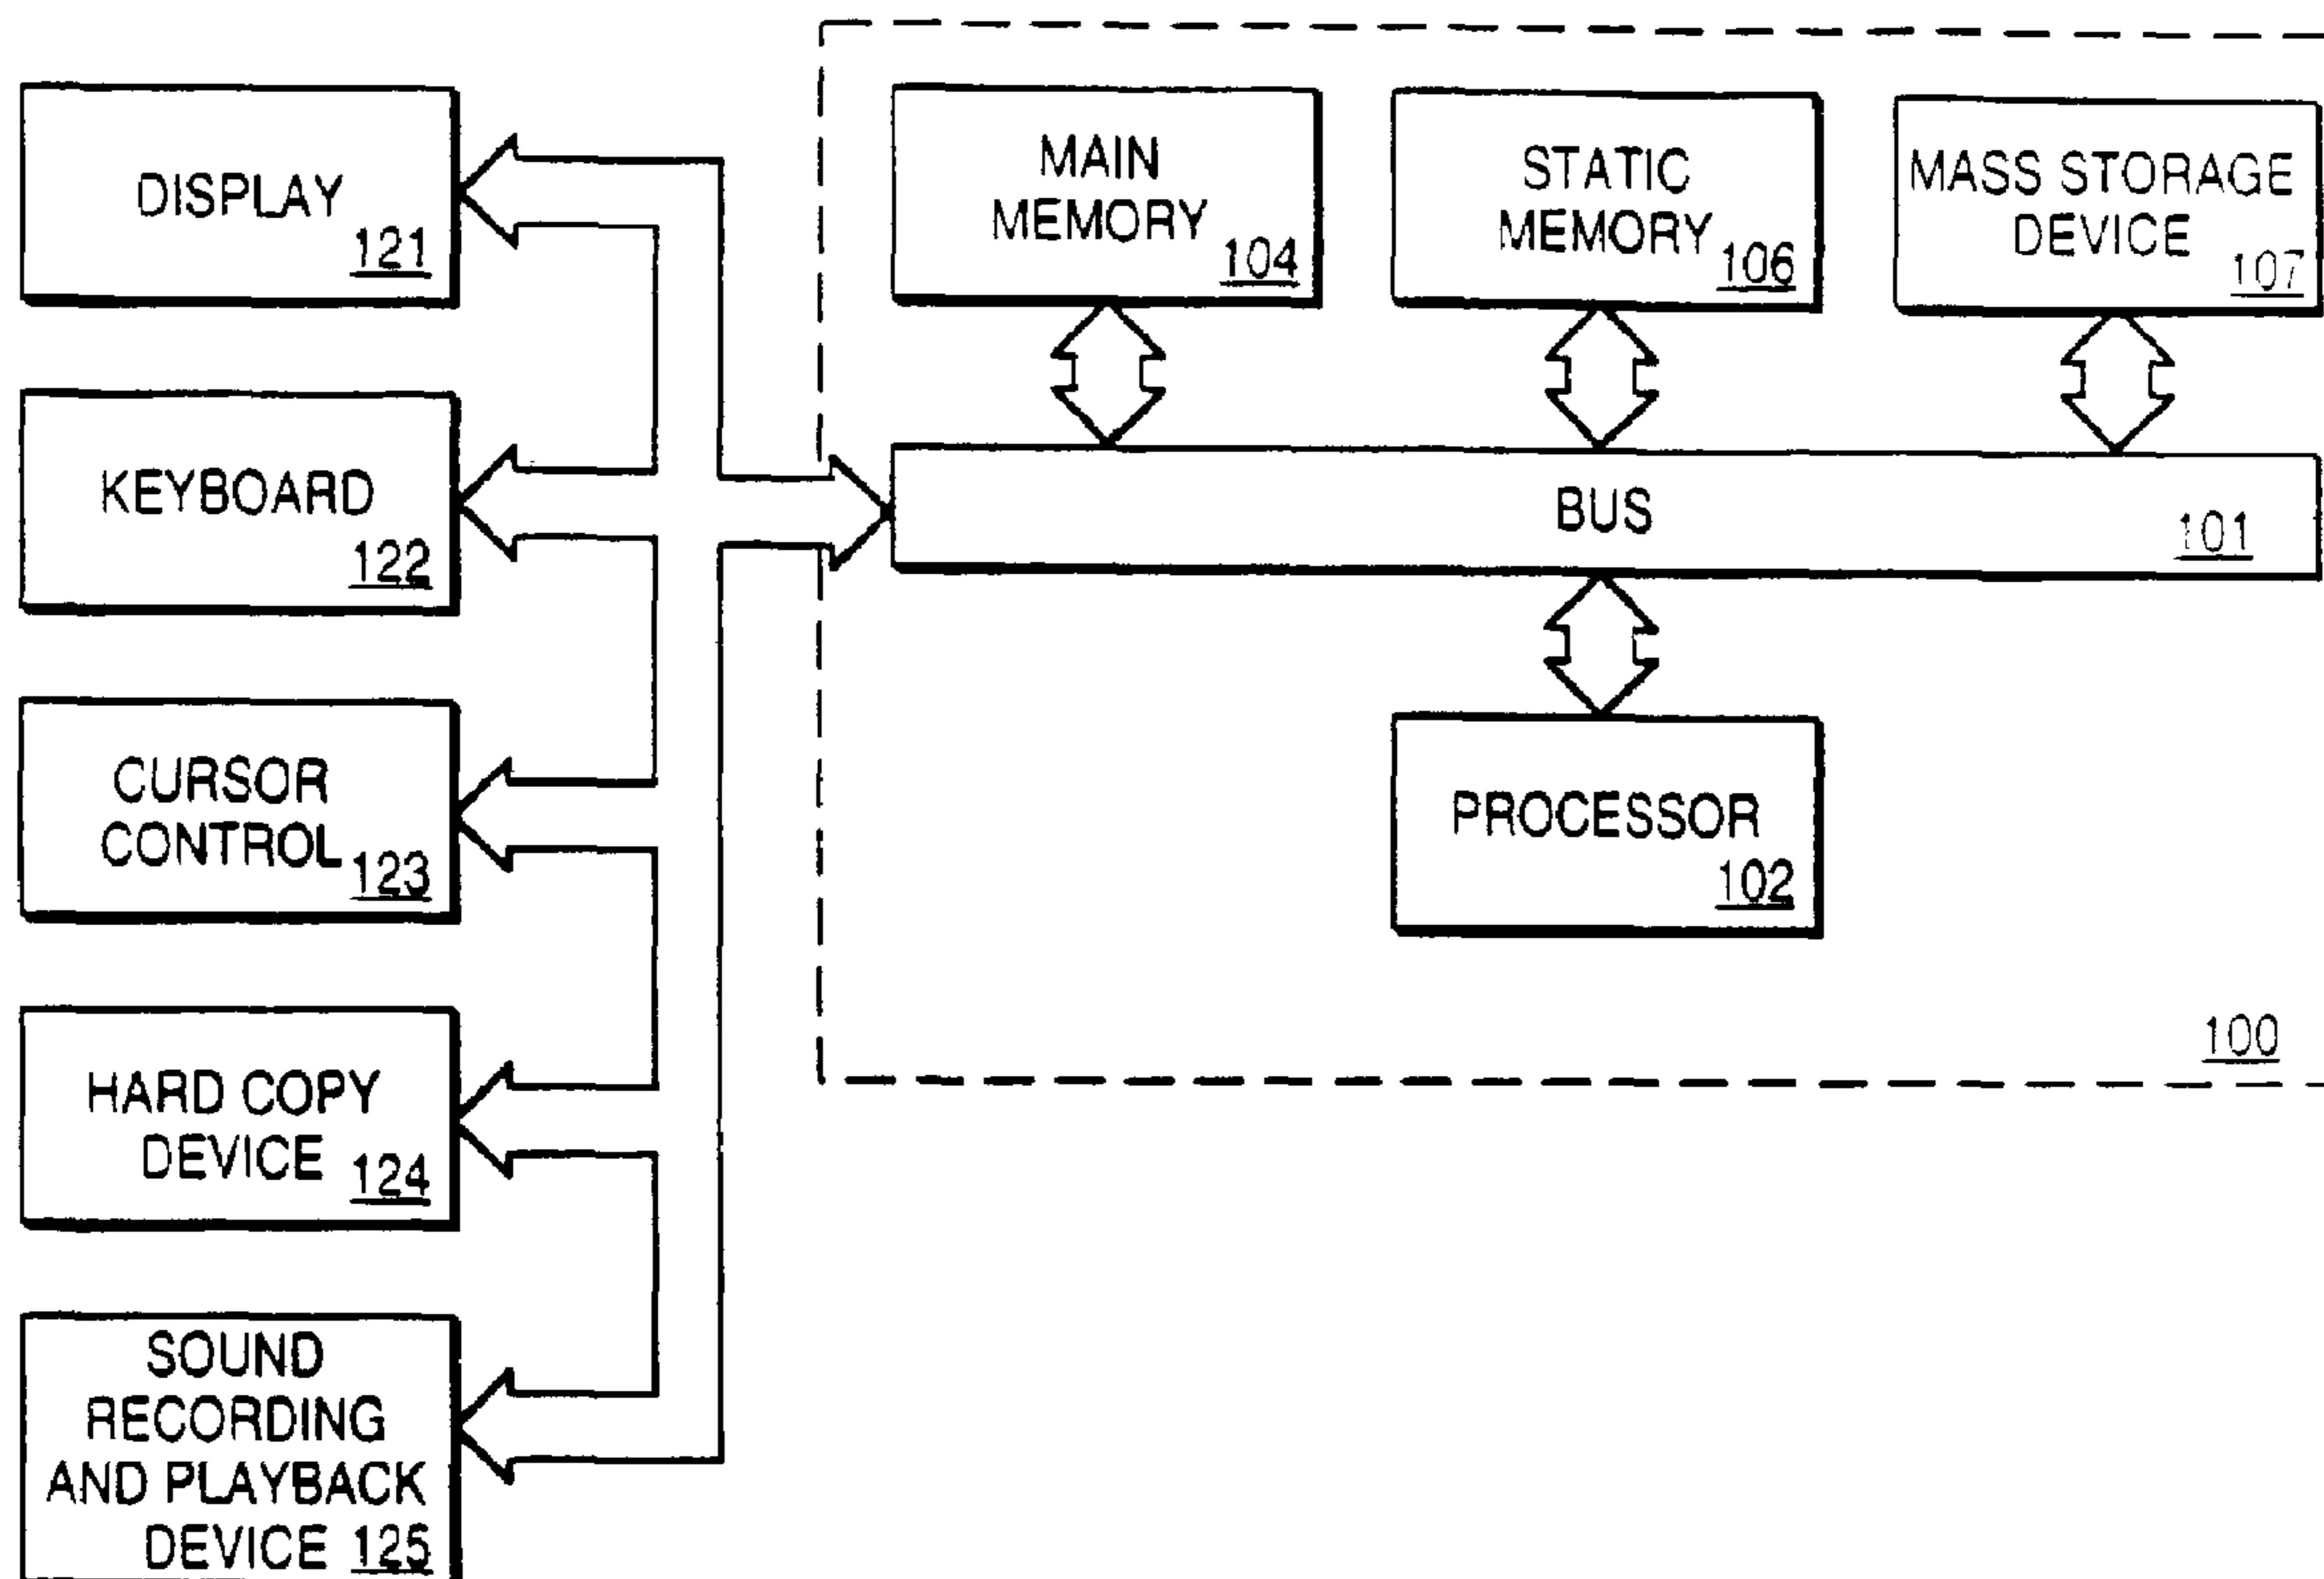 DISPLAY
121
KEYBOARD
122
CURSOR
CONTROL
123
HARD COPY
DEVICE
124
SOUND
RECORDING
AND PLAYBACK
DEVICE 125
MAIN
MEMORY
104
STATIC
MEMORY
106
MASS STORAGE
DEVICE
107
BUS
101
PROCESSOR
102
100